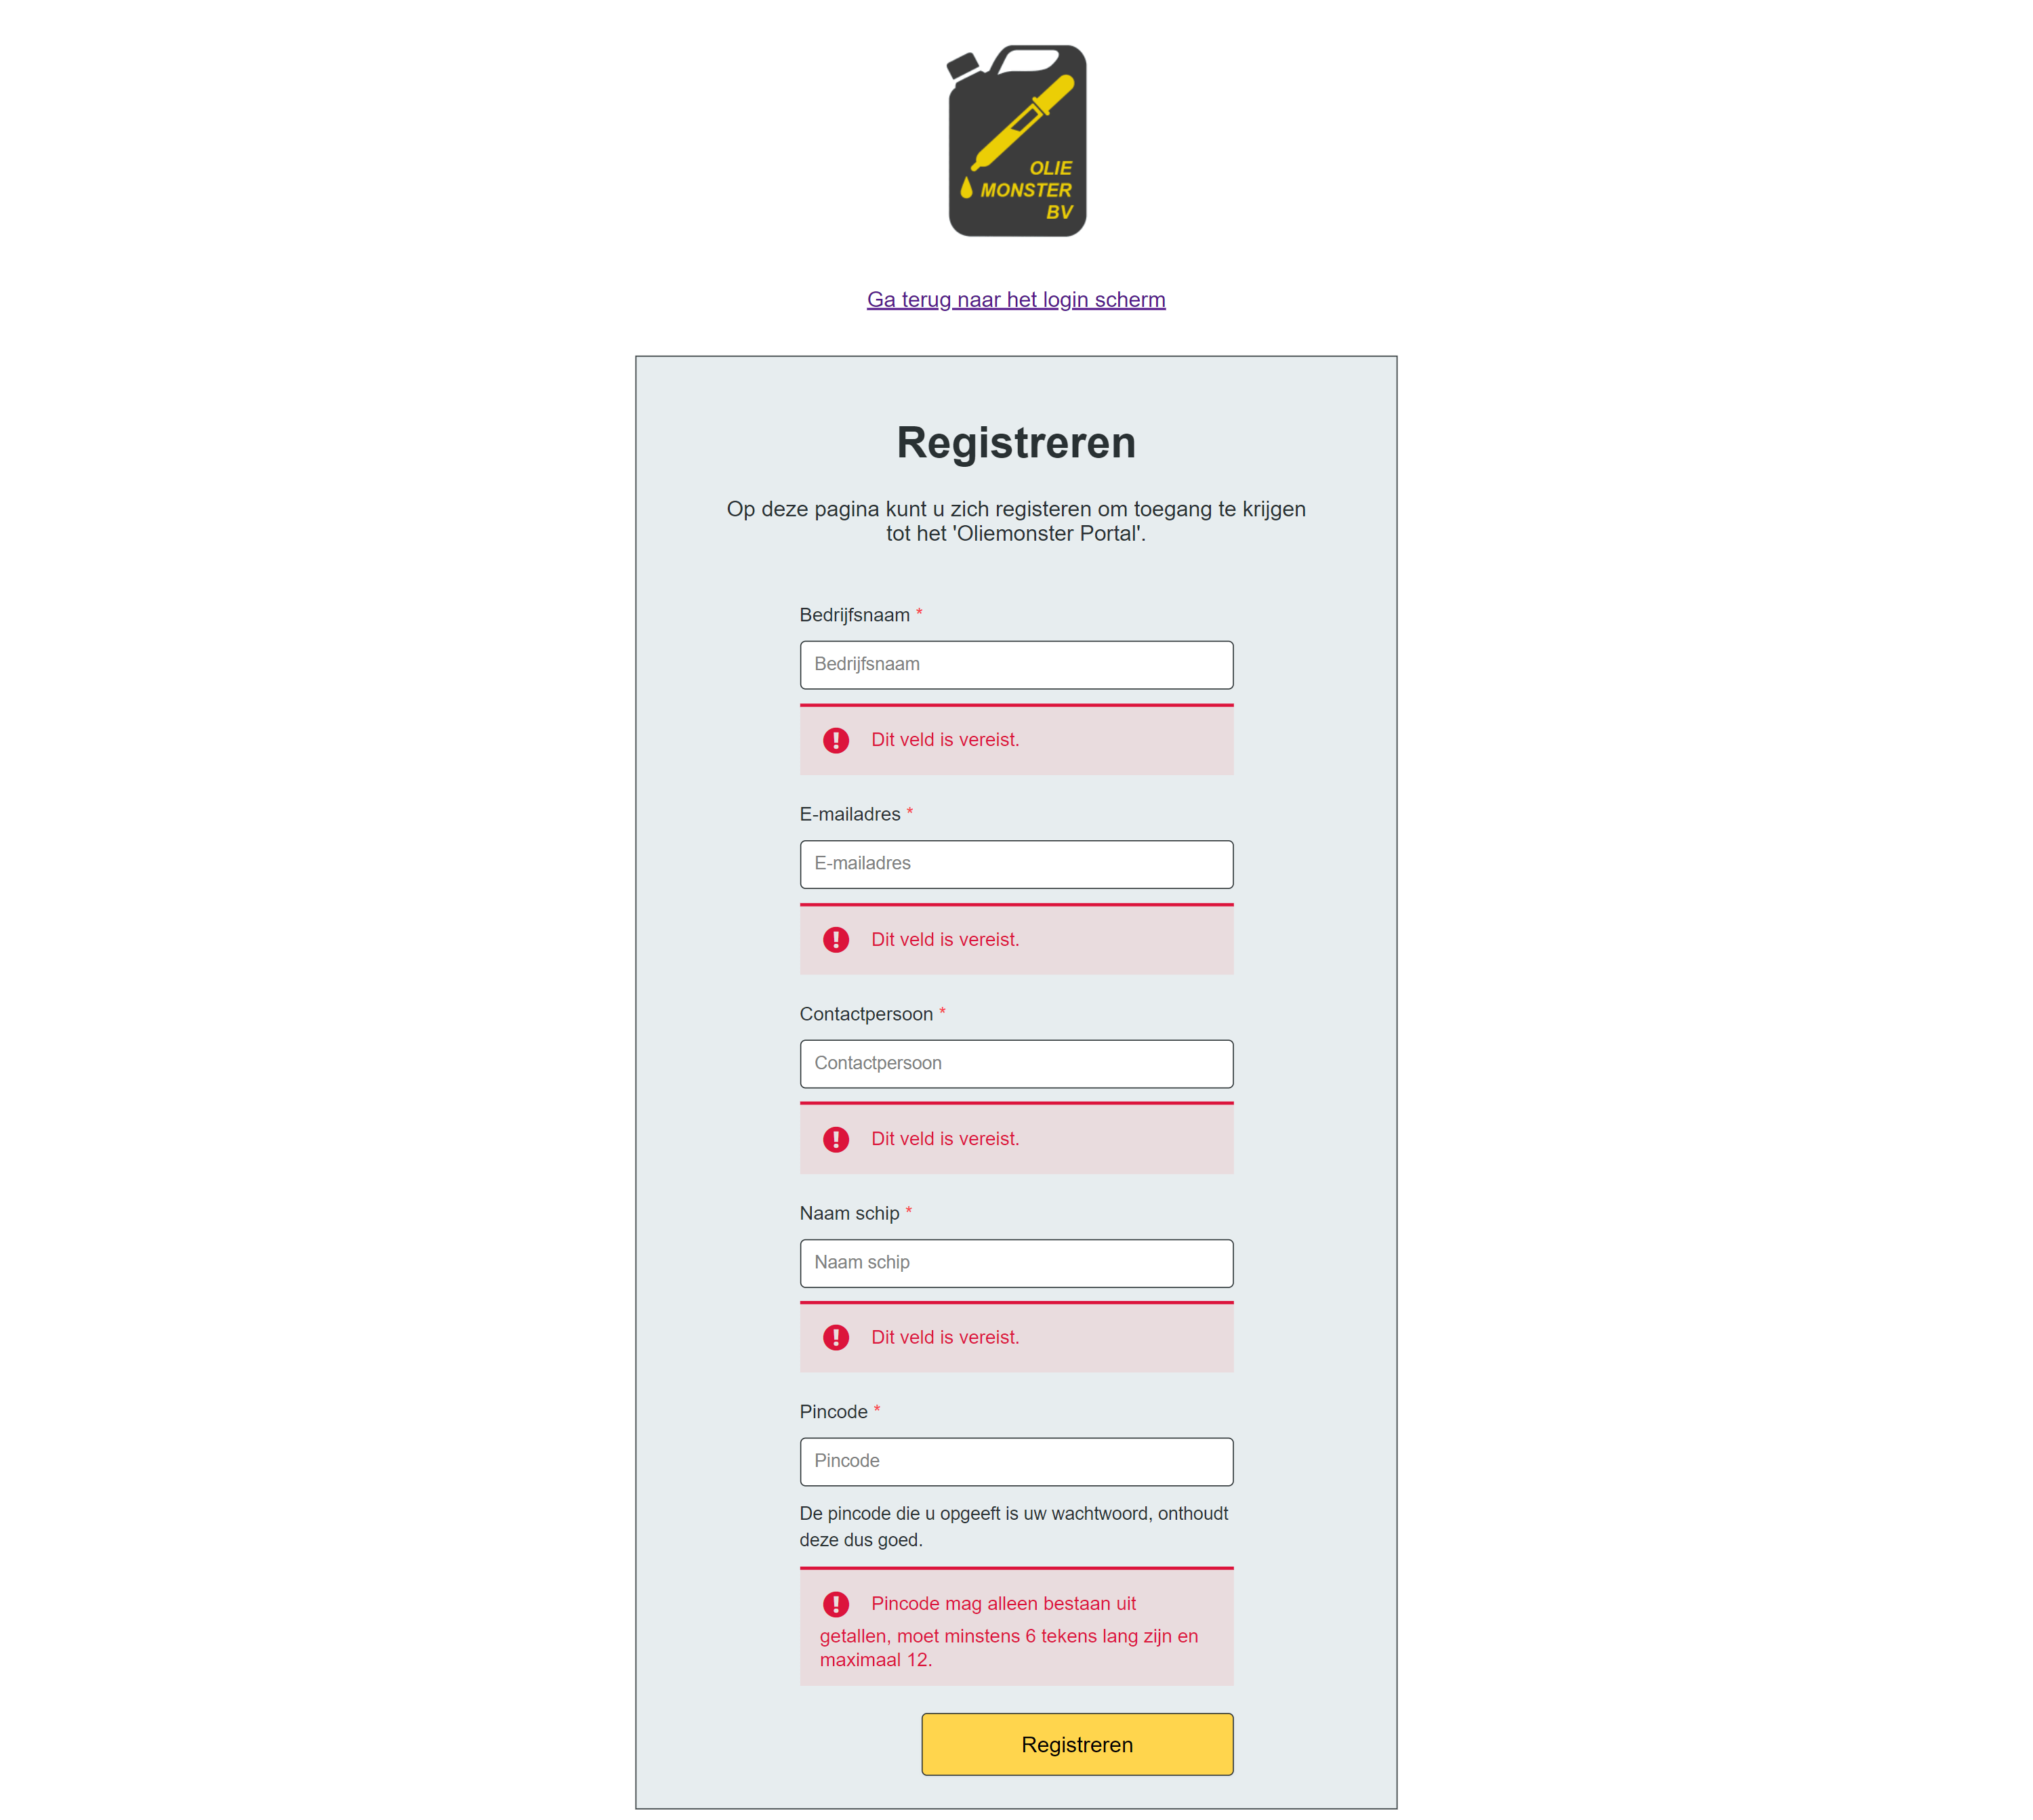 OLIE
MONSTER
BV
Ga terug naar het login scherm
Registreren
Op deze pagina kunt u zich registeren om toegang te krijgen
tot het 'Oliemonster Portal'.
Bedrijfsnaam *
Bedrijfsnaam
Dit veld is vereist.
E-mailadres *
E-mailadres
Dit veld is vereist.
Contactpersoon *
Contactpersoon
Dit veld is vereist.
Naam schip *
Naam schip
Dit veld is vereist.
Pincode *
Pincode
De pincode die u opgeeft is uw wachtwoord, onthoudt
deze dus goed.
Pincode mag alleen bestaan uit
getallen, moet minstens 6 tekens lang zijn en
maximaal 12.
Registreren